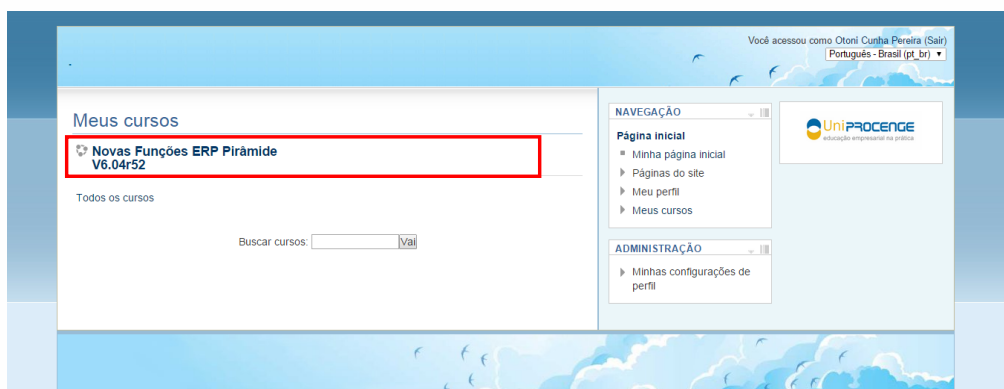 Você acessou como Otoni Cunha Pereira (Sair)
Português - Brasil (pt_br)
.
Meus cursos
Novas Funções ERP Pirâmide
V6.04r52
Todos os cursos
Buscar cursos:
Vai
NAVEGAÇÃO
Página inicial
Minha página inicial
Páginas do site
Meu perfil
Meus cursos
ADMINISTRAÇÃO
Minhas configurações de
perfil
UniPROCENGE
educação empresarial na prática